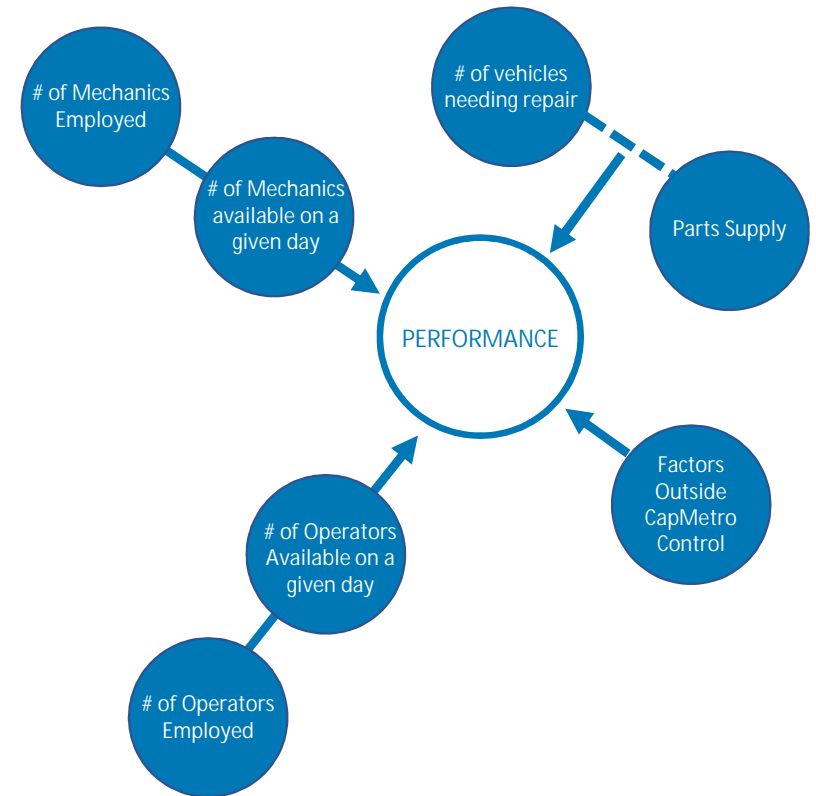 # of Mechanics
Employed
# of vehicles
needing repair
# of Mechanics
available on a
given day
Parts Supply
PERFORMANCE
Factors
Outside
CapMetro
Control
# of Operators
Available on a
given day
# of Operators
Employed